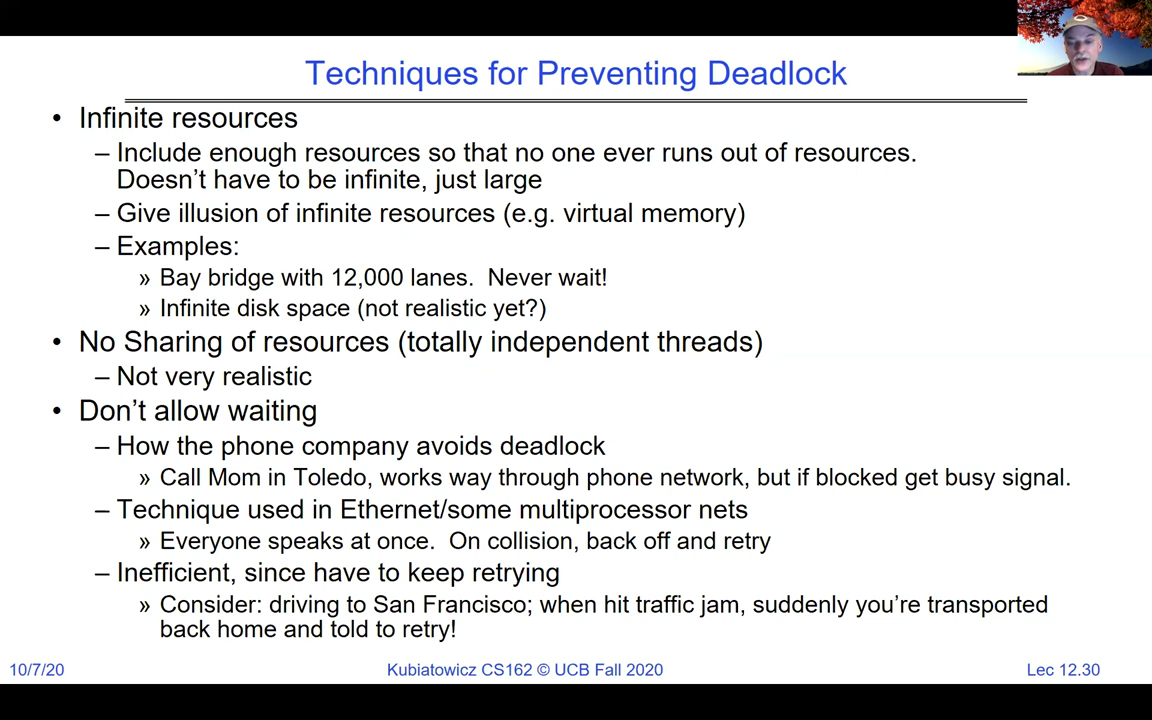 Techniques for Preventing Deadlock
• Infinite resources
– Include enough resources so that no one ever runs out of resources.
Doesn't have to be infinite, just large
– Give illusion of infinite resources (e.g. virtual memory)
– Examples:
» Bay bridge with 12,000 lanes.  Never wait!
» Infinite disk space (not realistic yet?)
• No Sharing of resources (totally independent threads)
– Not very realistic
• Don't allow waiting
– How the phone company avoids deadlock
» Call Mom in Toledo, works way through phone network, but if blocked get busy signal.
– Technique used in Ethernet/some multiprocessor nets
» Everyone speaks at once.  On collision, back off and retry
– Inefficient, since have to keep retrying
» Consider: driving to San Francisco; when hit traffic jam, suddenly you're transported
back home and told to retry!
10/7/20 Kubiatowicz CS162 © UCB Fall 2020 Lec 12.30